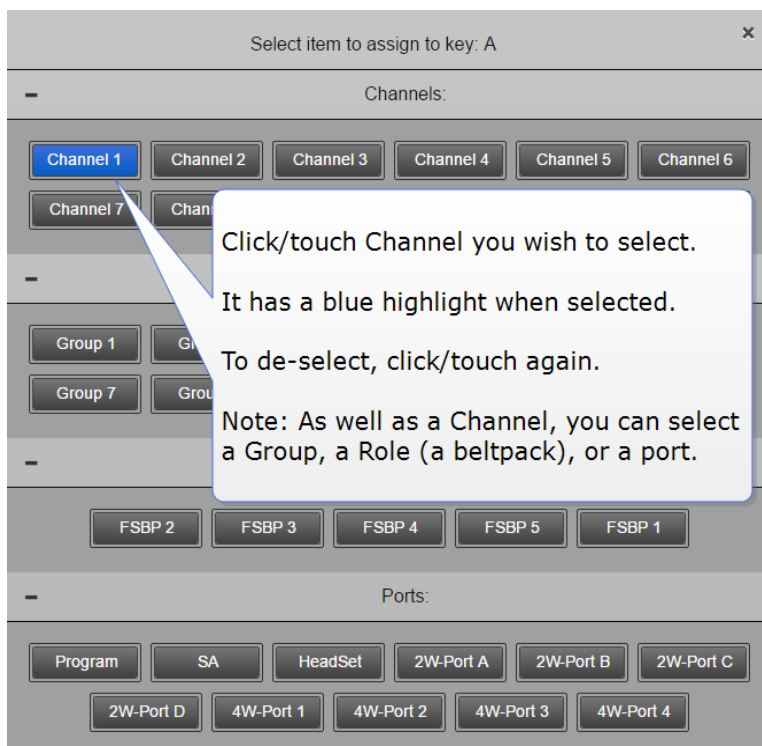 Select item to assign to key: A
×
−
Channels:
Channel 1 Channel 2 Channel 3 Channel 4 Channel 5 Channel 6
Channel 7
Click/touch Channel you wish to select.
It has a blue highlight when selected.
To de-select, click/touch again.
Note: As well as a Channel, you can select
a Group, a Role (a beltpack), or a port.
−
Group 1
Group 7
−
FSBP 2 FSBP 3 FSBP 4 FSBP 5 FSBP 1
−
Ports:
Program SA HeadSet 2W-Port A 2W-Port B 2W-Port C
2W-Port D 4W-Port 1 4W-Port 2 4W-Port 3 4W-Port 4